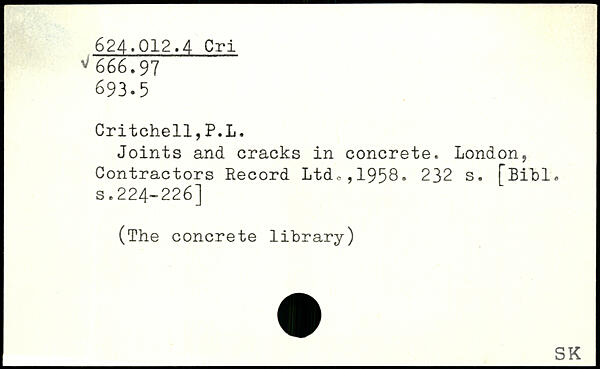 624.012.4 Cri
✓666.97
693.5
Critchell,P.L.
Joints and cracks in concrete. London,
Contractors Record Ltd.,1958. 232 s. [Bibl.
s.224-226]
(The concrete library)
SK